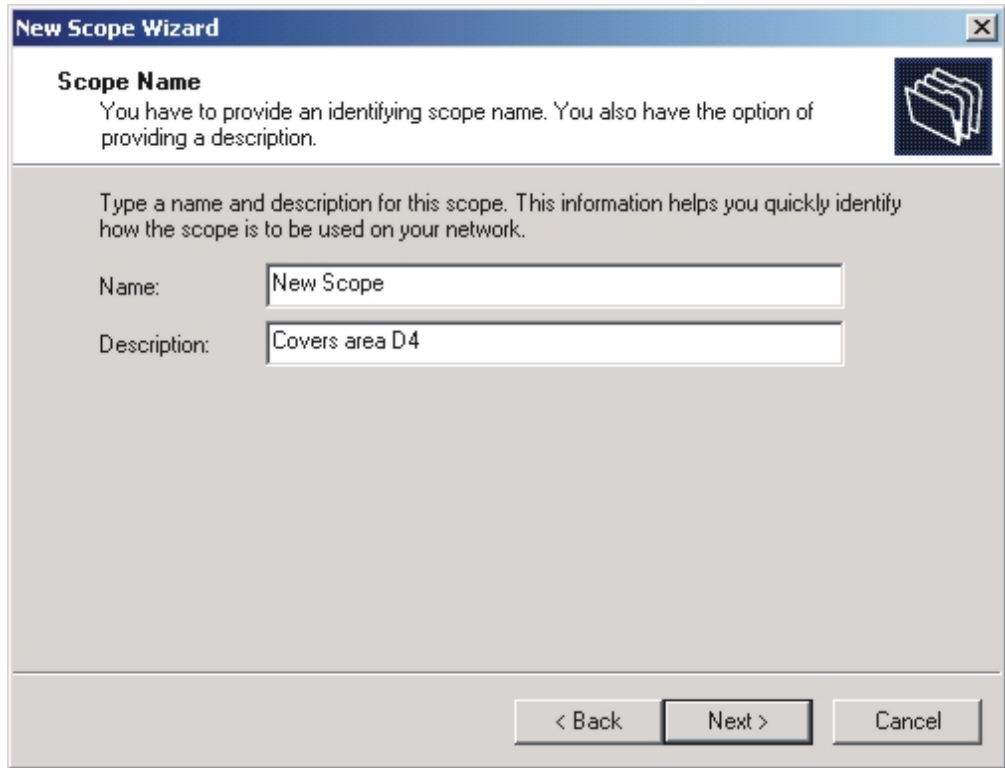 New Scope Wizard
Scope Name
You have to provide an identifying scope name. You also have the option of
providing a description.
Type a name and description for this scope. This information helps you quickly identify
how the scope is to be used on your network.
Name: New Scope
Description: Covers area D4
< Back Next > Cancel